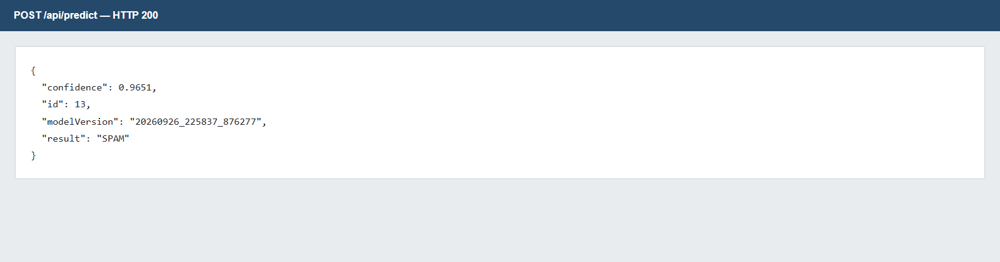 POST /api/predict — HTTP 200
{
  "confidence": 0.9651,
  "id": 13,
  "modelVersion": "20260926_225837_876277",
  "result": "SPAM"
}